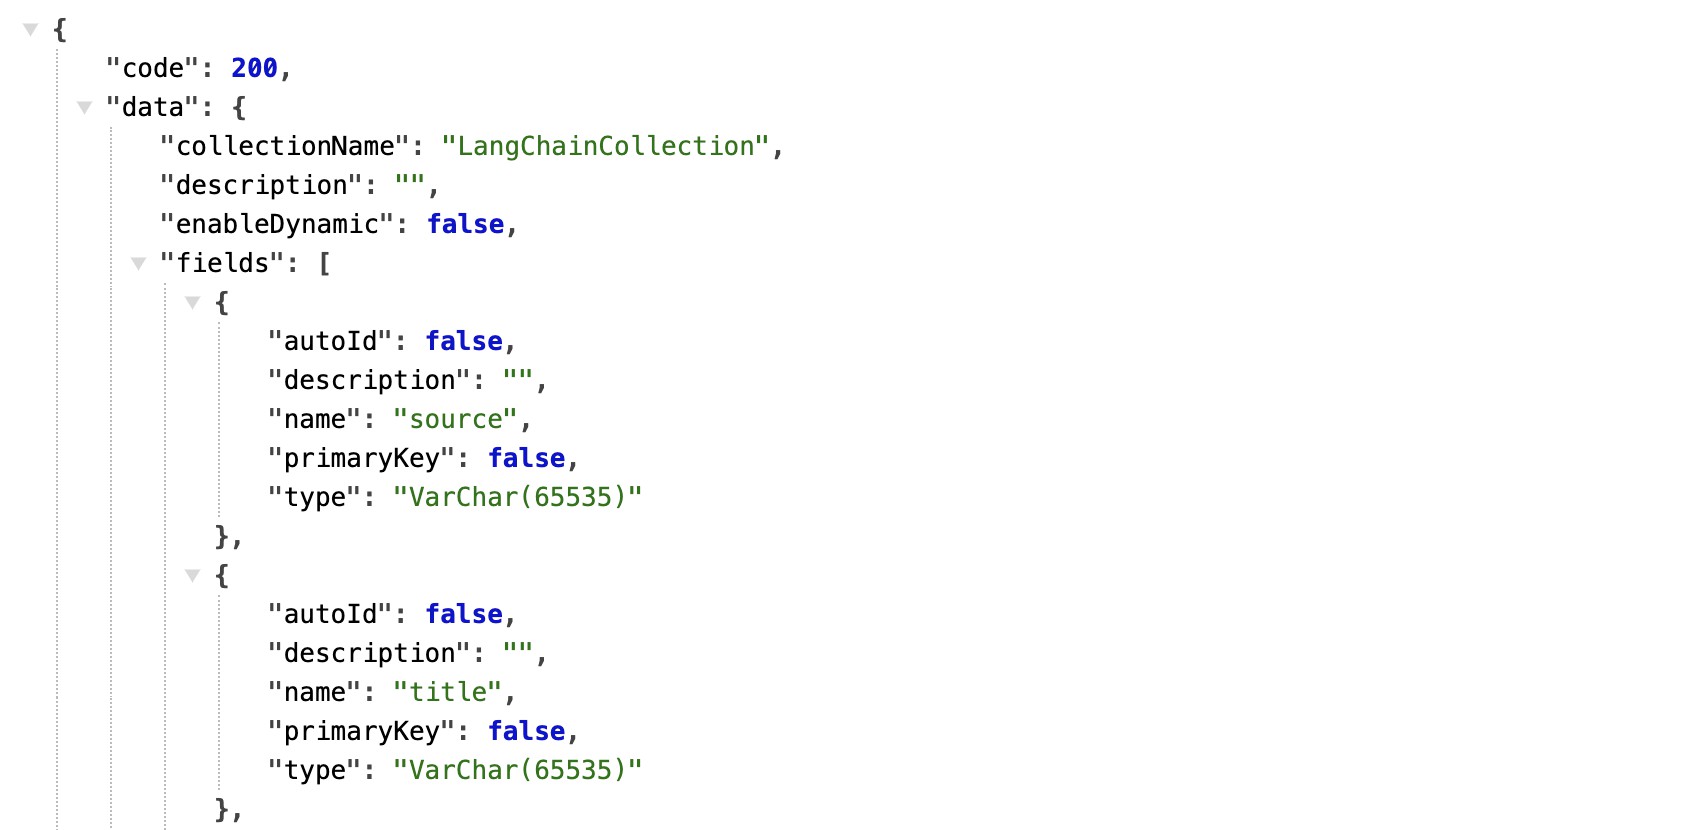 {
"code": 200,
"data": {
"collectionName": "LangChainCollection",
"description": "",
"enableDynamic": false,
"fields": [
{
"autoId": false,
"description": "",
"name": "source",
"primaryKey": false,
"type": "VarChar(65535)"
},
{
"autoId": false,
"description": "",
"name": "title",
"primaryKey": false,
"type": "VarChar(65535)"
},